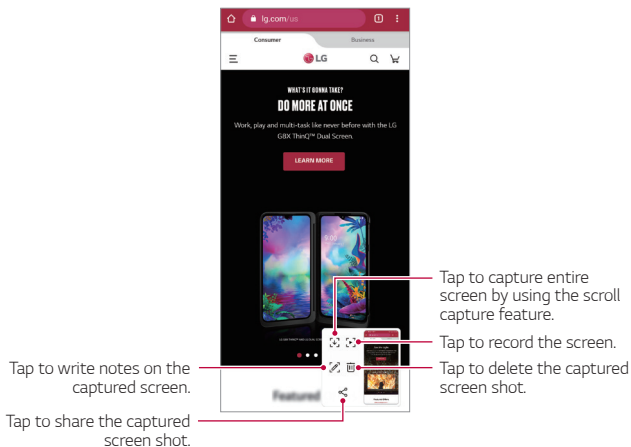 lg.com/us
Consumer
Business
LG
WHAT'S IT GONNA TAKE?
DO MORE AT ONCE
Work, play and multi-task like never before with the LG
G8X ThinQ™ Dual Screen.
LEARN MORE
Featured
Tap to capture entire
screen by using the scroll
capture feature.
Tap to record the screen.
Tap to delete the captured
screen shot.
Tap to write notes on the
captured screen.
Tap to share the captured
screen shot.